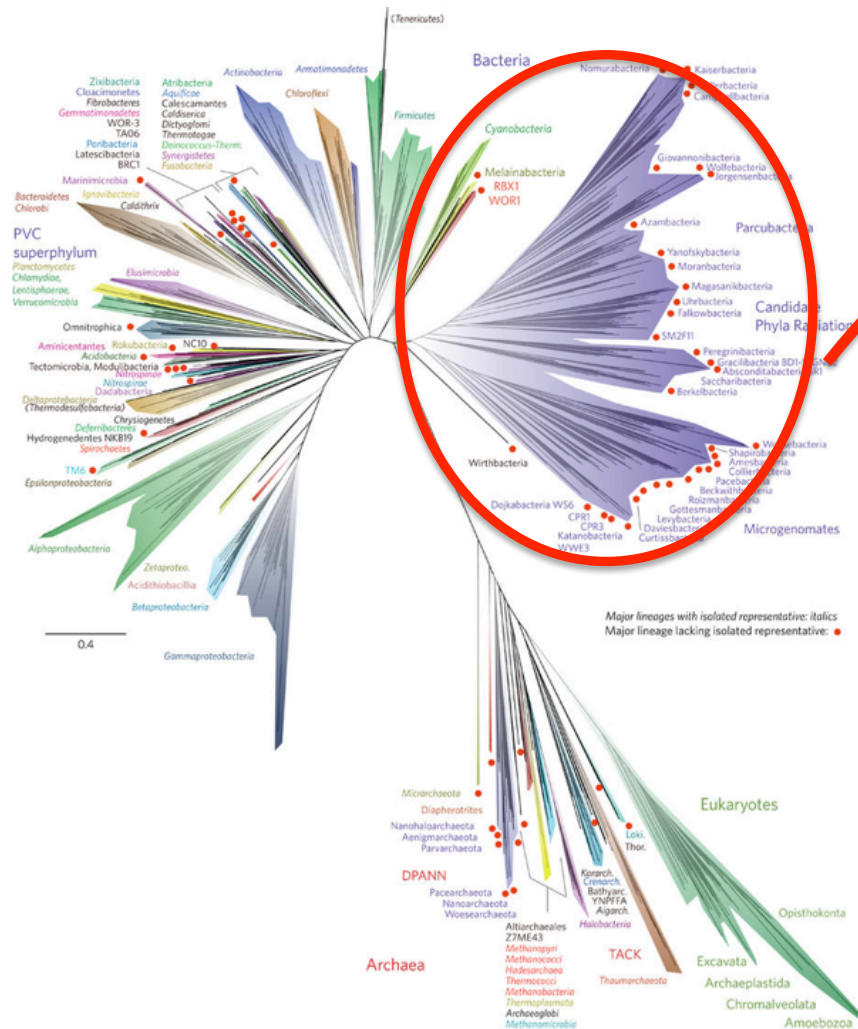 (Tenericutes)
Bacteria
Nomurabacteria
Kaiserbacteria
Zixibacteria
Cloacimonetes
Fibrobacteres
Gemmatimonadetes
WOR-3
TA06
Poribacteria
Latescibacteria
BRC1
Atribacteria
Aquificae
Calescamantes
Caldiserica
Dictyoglomi
Thermotogae
Deinococcus-Therm.
Synergistetes
Fusobacteria
Actinobacteria
Armatimonadetes
Chloroflexi
Firmicutes
Cyanobacteria
Melainabacteria
RBX1
WOR1
Giovannonibacteria
Wolfebacteria
Jorgensenbacteria
Azambacteria
Parcubacteria
Yanofskybacteria
Moranbacteria
Magasanikbacteria
Uhrbacteria
Falkowbacteria
Candidate
Phyla Radiation
SM2F11
Marinimicrobia
Bacteroidetes
Chlorobi
Ignavibacteria
Caldithrix
PVC
superphylum
Planctomycetes
Chlamydiae,
Lentisphaerae,
Verrucomicrobia
Elusimicrobia
Omnitrophica
Rokubacteria
NC10
Aminicentantes
Acidobacteria
Tectomicrobia, Modulibacteria
Nitrospinae
Nitrospirae
Dadabacteria
Deltaprotebacteria
(Thermodesulfobacteria)
Chrysiogenetes
Deferribacteres
Hydrogenedentes NKB19
Spirochaetes
TM6
Epsilonproteobacteria
Alphaproteobacteria
Zetaproteo.
Acidithiobacillia
Betaproteobacteria
Gammaproteobacteria
0.4
Peregrinibacteria
Gracilibacteria
Absconditabacteria
Saccharibacteria
Berkelbacteria
Wirthbacteria
Shapirobacteria
Amesbacteria
Collierbacteria
Pacebacteria
Beckwithbacteria
Roizmanbacteria
Gottesmanbacteria
Levybacteria
Daviesbacteria
Curtissbacteria
Microgenomates
Dojkabacteria WS6
CPR1
CPR3
Katanobacteria
WWE3
Major lineages with isolated representative: italics
Major lineage lacking isolated representative:
Micrarchaeota
Diapherotrites
Nanohaloarchaeota
Aenigmarchaeota
Parvarchaeota
DPANN
Pacearchaeota
Nanoarchaeota
Woesearchaeota
Archaea
Altiarchaeales
Z7ME43
Methanopyri
Methanococci
Hadesarchaea
Thermococci
Methanobacteria
Thermoplasmata
Archaeoglobi
Methanomicrobia
Halobacteria
Korarch.
Crenarch.
Bathyarc.
YNPFFA
Aigarch.
TACK
Thaumarchaeota
Loki.
Thor.
Eukaryotes
Opisthokonta
Excavata
Archaeplastida
Chromalveolata
Amoebozoa